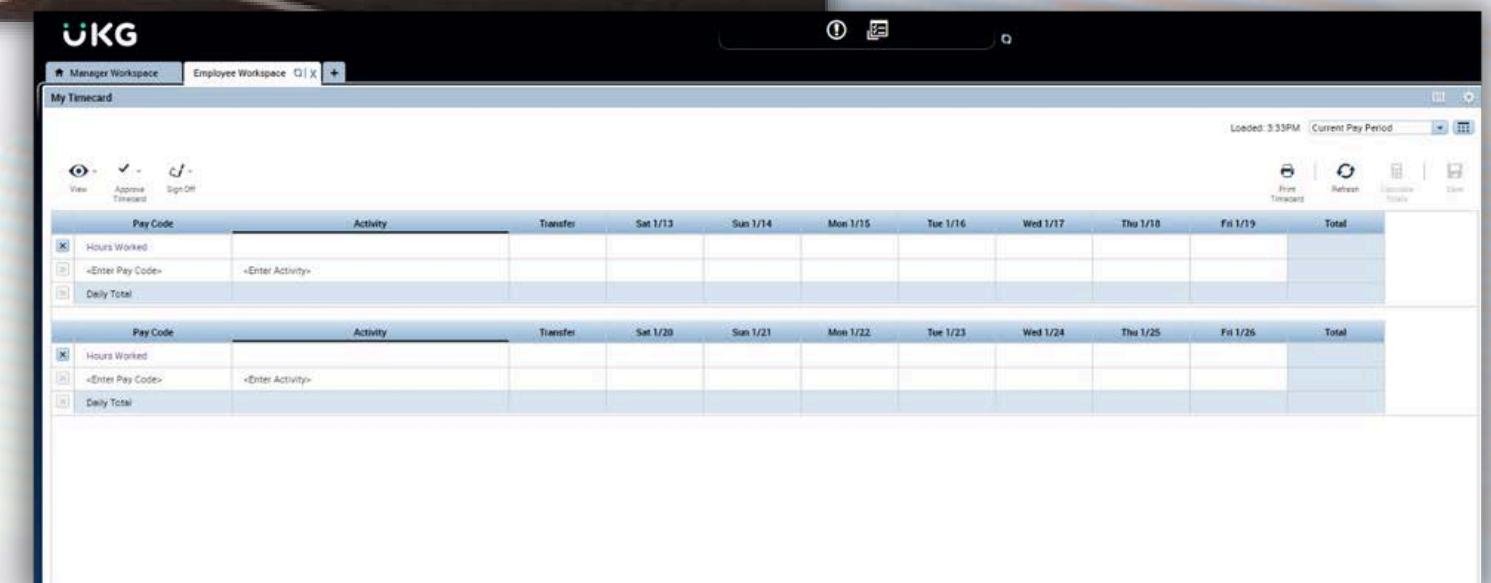 UKG
Manager Workspace Employee Workspace X +
My Timecard
Loaded: 3:33PM Current Pay Period
View Approve Timecard Sign Off Print Timecard Refresh Calculate Totals Save
Pay Code Activity Transfer Sat 1/13 Sun 1/14 Mon 1/15 Tue 1/16 Wed 1/17 Thu 1/18 Fri 1/19 Total
Hours Worked
<Enter Pay Code> <Enter Activity>
Daily Total
Pay Code Activity Transfer Sat 1/20 Sun 1/21 Mon 1/22 Tue 1/23 Wed 1/24 Thu 1/25 Fri 1/26 Total
Hours Worked
<Enter Pay Code> <Enter Activity>
Daily Total